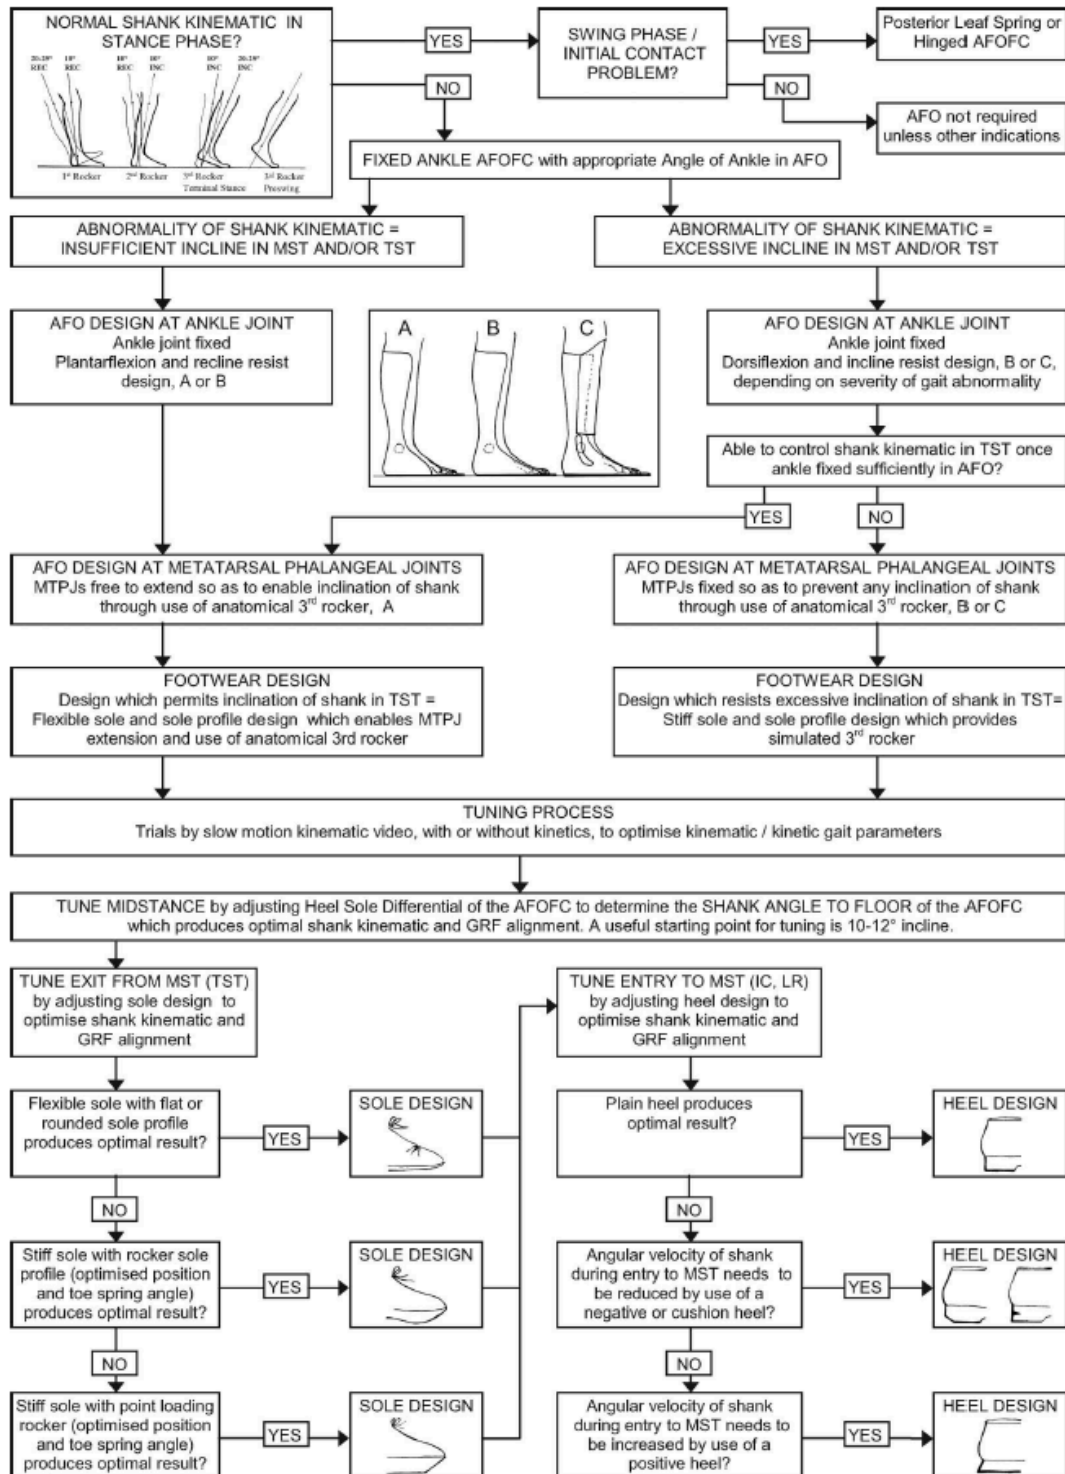 NORMAL SHANK KINEMATIC IN
STANCE PHASE?
20-25°
REC
10°
REC
10°
REC
10°
INC
10°
INC
20-25°
INC
1st Rocker
2nd Rocker
3rd Rocker
Terminal Stance
3rd Rocker
Preswing
YES
SWING PHASE /
INITIAL CONTACT
PROBLEM?
YES
Posterior Leaf Spring or
Hinged AFOFC
NO
NO
AFO not required
unless other indications
FIXED ANKLE AFOFC with appropriate Angle of Ankle in AFO
ABNORMALITY OF SHANK KINEMATIC =
INSUFFICIENT INCLINE IN MST AND/OR TST
ABNORMALITY OF SHANK KINEMATIC =
EXCESSIVE INCLINE IN MST AND/OR TST
AFO DESIGN AT ANKLE JOINT
Ankle joint fixed
Plantarflexion and recline resist
design, A or B
A
B
C
AFO DESIGN AT ANKLE JOINT
Ankle joint fixed
Dorsiflexion and incline resist design, B or C,
depending on severity of gait abnormality
Able to control shank kinematic in TST once
ankle fixed sufficiently in AFO?
YES
NO
AFO DESIGN AT METATARSAL PHALANGEAL JOINTS
MTPJs free to extend so as to enable inclination of shank
through use of anatomical 3rd rocker, A
AFO DESIGN AT METATARSAL PHALANGEAL JOINTS
MTPJs fixed so as to prevent any inclination of shank
through use of anatomical 3rd rocker, B or C
FOOTWEAR DESIGN
Design which permits inclination of shank in TST =
Flexible sole and sole profile design which enables MTPJ
extension and use of anatomical 3rd rocker
FOOTWEAR DESIGN
Design which resists excessive inclination of shank in TST=
Stiff sole and sole profile design which provides
simulated 3rd rocker
TUNING PROCESS
Trials by slow motion kinematic video, with or without kinetics, to optimise kinematic / kinetic gait parameters
TUNE MIDSTANCE by adjusting Heel Sole Differential of the AFOFC to determine the SHANK ANGLE TO FLOOR of the AFOFC
which produces optimal shank kinematic and GRF alignment. A useful starting point for tuning is 10-12° incline.
TUNE EXIT FROM MST (TST)
by adjusting sole design to
optimise shank kinematic and
GRF alignment
TUNE ENTRY TO MST (IC, LR)
by adjusting heel design to
optimise shank kinematic and
GRF alignment
Flexible sole with flat or
rounded sole profile
produces optimal result?
YES
SOLE DESIGN
Plain heel produces
optimal result?
YES
HEEL DESIGN
NO
NO
Stiff sole with rocker sole
profile (optimised position
and toe spring angle)
produces optimal result?
YES
SOLE DESIGN
Angular velocity of shank
during entry to MST needs to
be reduced by use of a
negative or cushion heel?
YES
HEEL DESIGN
NO
NO
Stiff sole with point loading
rocker (optimised position
and toe spring angle)
produces optimal result?
YES
SOLE DESIGN
Angular velocity of shank
during entry to MST needs to
be increased by use of a
positive heel?
YES
HEEL DESIGN